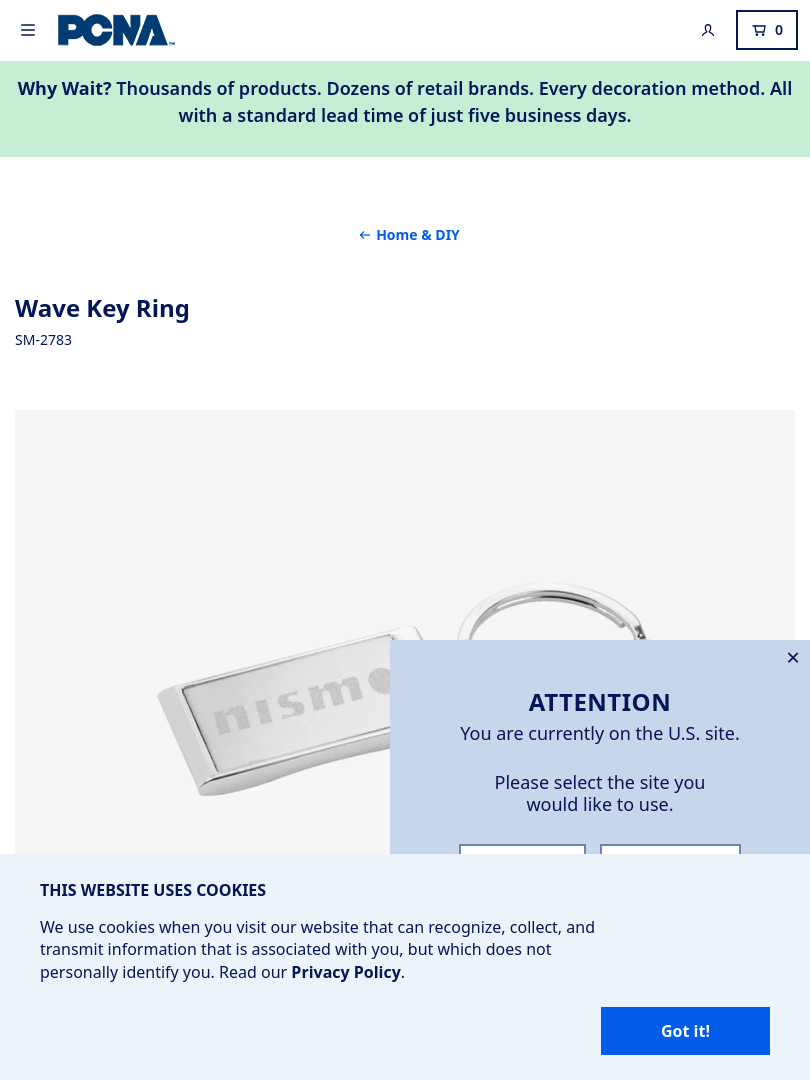 PCNA
0
Why Wait? Thousands of products. Dozens of retail brands. Every decoration method. All
with a standard lead time of just five business days.
← Home & DIY
Wave Key Ring
SM-2783
nism
ATTENTION
You are currently on the U.S. site.
Please select the site you
would like to use.
THIS WEBSITE USES COOKIES
We use cookies when you visit our website that can recognize, collect, and
transmit information that is associated with you, but which does not
personally identify you. Read our Privacy Policy.
Got it!